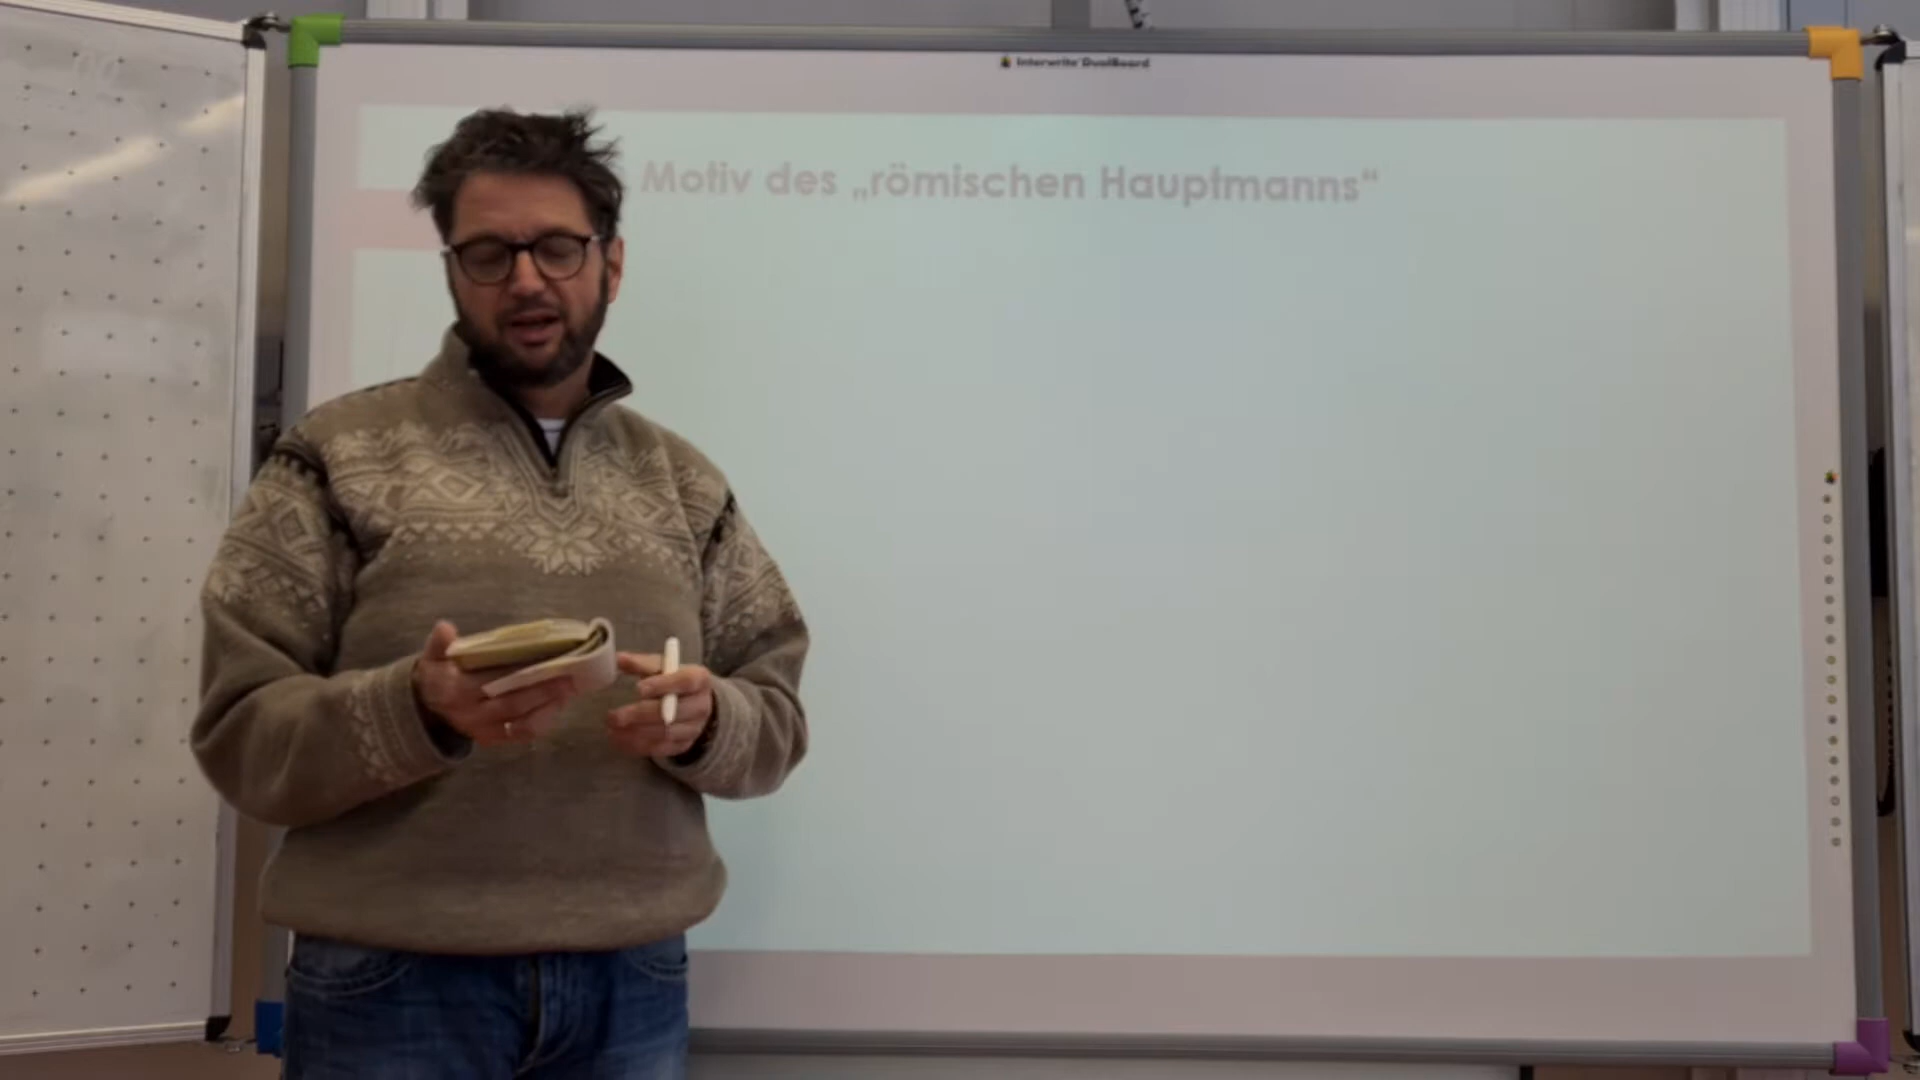 Interwrite DualBoard
Motiv des „römischen Hauptmanns“